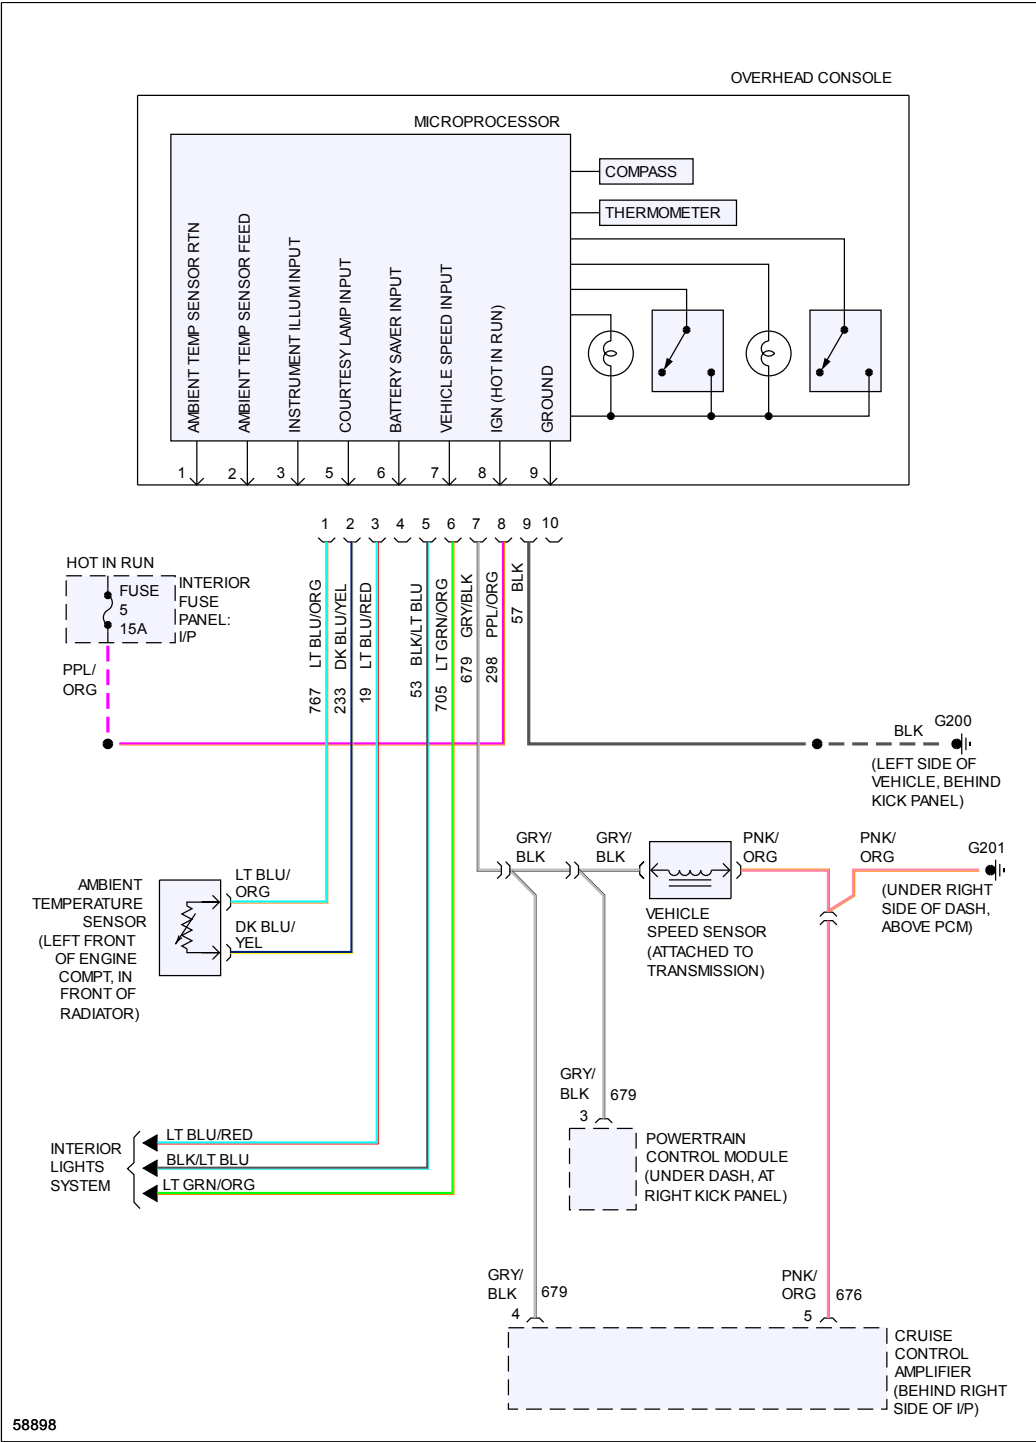 OVERHEAD CONSOLE
MICROPROCESSOR
COMPASS
THERMOMETER
AMBIENT TEMP SENSOR RTN
AMBIENT TEMP SENSOR FEED
INSTRUMENT ILLUM INPUT
COURTESY LAMP INPUT
BATTERY SAVER INPUT
VEHICLE SPEED INPUT
IGN (HOT IN RUN)
GROUND
1 2 3 5 6 7 8 9
1 2 3 4 5 6 7 8 9 10
HOT IN RUN
FUSE
5
15A
INTERIOR
FUSE
PANEL:
I/P
PPL/
ORG
767 LT BLU/ORG
233 DK BLU/YEL
19 LT BLU/RED
53 BLK/LT BLU
705 LT GRN/ORG
679 GRY/BLK
298 PPL/ORG
57 BLK
BLK
G200
(LEFT SIDE OF
VEHICLE, BEHIND
KICK PANEL)
GRY/
BLK
GRY/
BLK
PNK/
ORG
PNK/
ORG
G201
(UNDER RIGHT
SIDE OF DASH,
ABOVE PCM)
VEHICLE
SPEED SENSOR
(ATTACHED TO
TRANSMISSION)
AMBIENT
TEMPERATURE
SENSOR
(LEFT FRONT
OF ENGINE
COMPT, IN
FRONT OF
RADIATOR)
LT BLU/
ORG
DK BLU/
YEL
GRY/
BLK
679
3
POWERTRAIN
CONTROL MODULE
(UNDER DASH, AT
RIGHT KICK PANEL)
INTERIOR
LIGHTS
SYSTEM
LT BLU/RED
BLK/LT BLU
LT GRN/ORG
GRY/
BLK
679
4
PNK/
ORG
676
5
CRUISE
CONTROL
AMPLIFIER
(BEHIND RIGHT
SIDE OF I/P)
58898